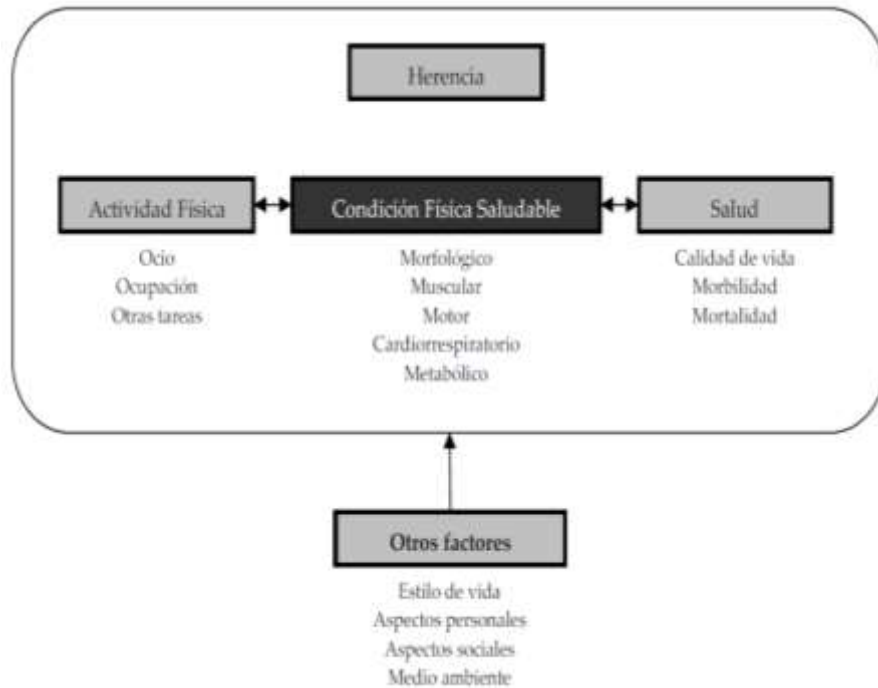 Herencia
Actividad Física
Condición Física Saludable
Salud
Ocio
Ocupación
Otras tareas
Morfológico
Muscular
Motor
Cardiorrespiratorio
Metabólico
Calidad de vida
Morbilidad
Mortalidad
Otros factores
Estilo de vida
Aspectos personales
Aspectos sociales
Medio ambiente